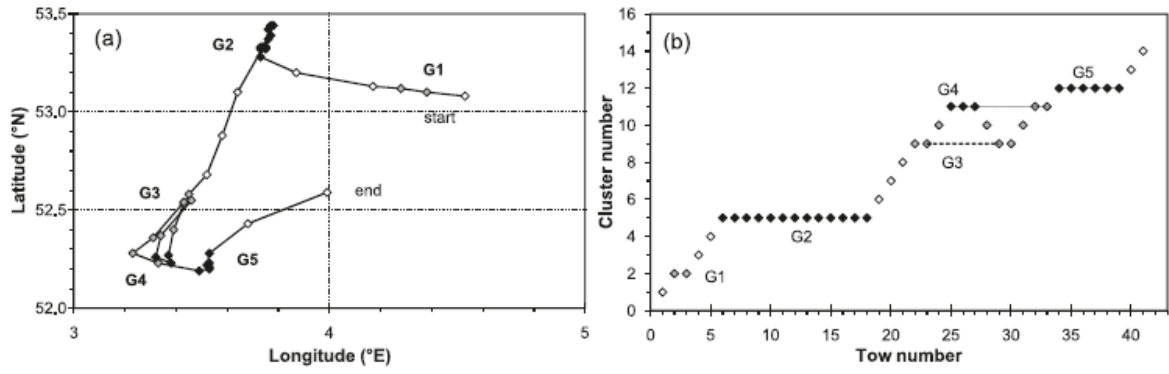 (a)
G2
G1
start
G3
end
G4
G5
53,5
53,0
52,5
52,0
Latitude (°N)
3
4
5
Longitude (°E)
(b)
16
14
12
10
8
6
4
2
0
Cluster number
G4
G5
G3
G2
G1
0
5
10
15
20
25
30
35
40
Tow number